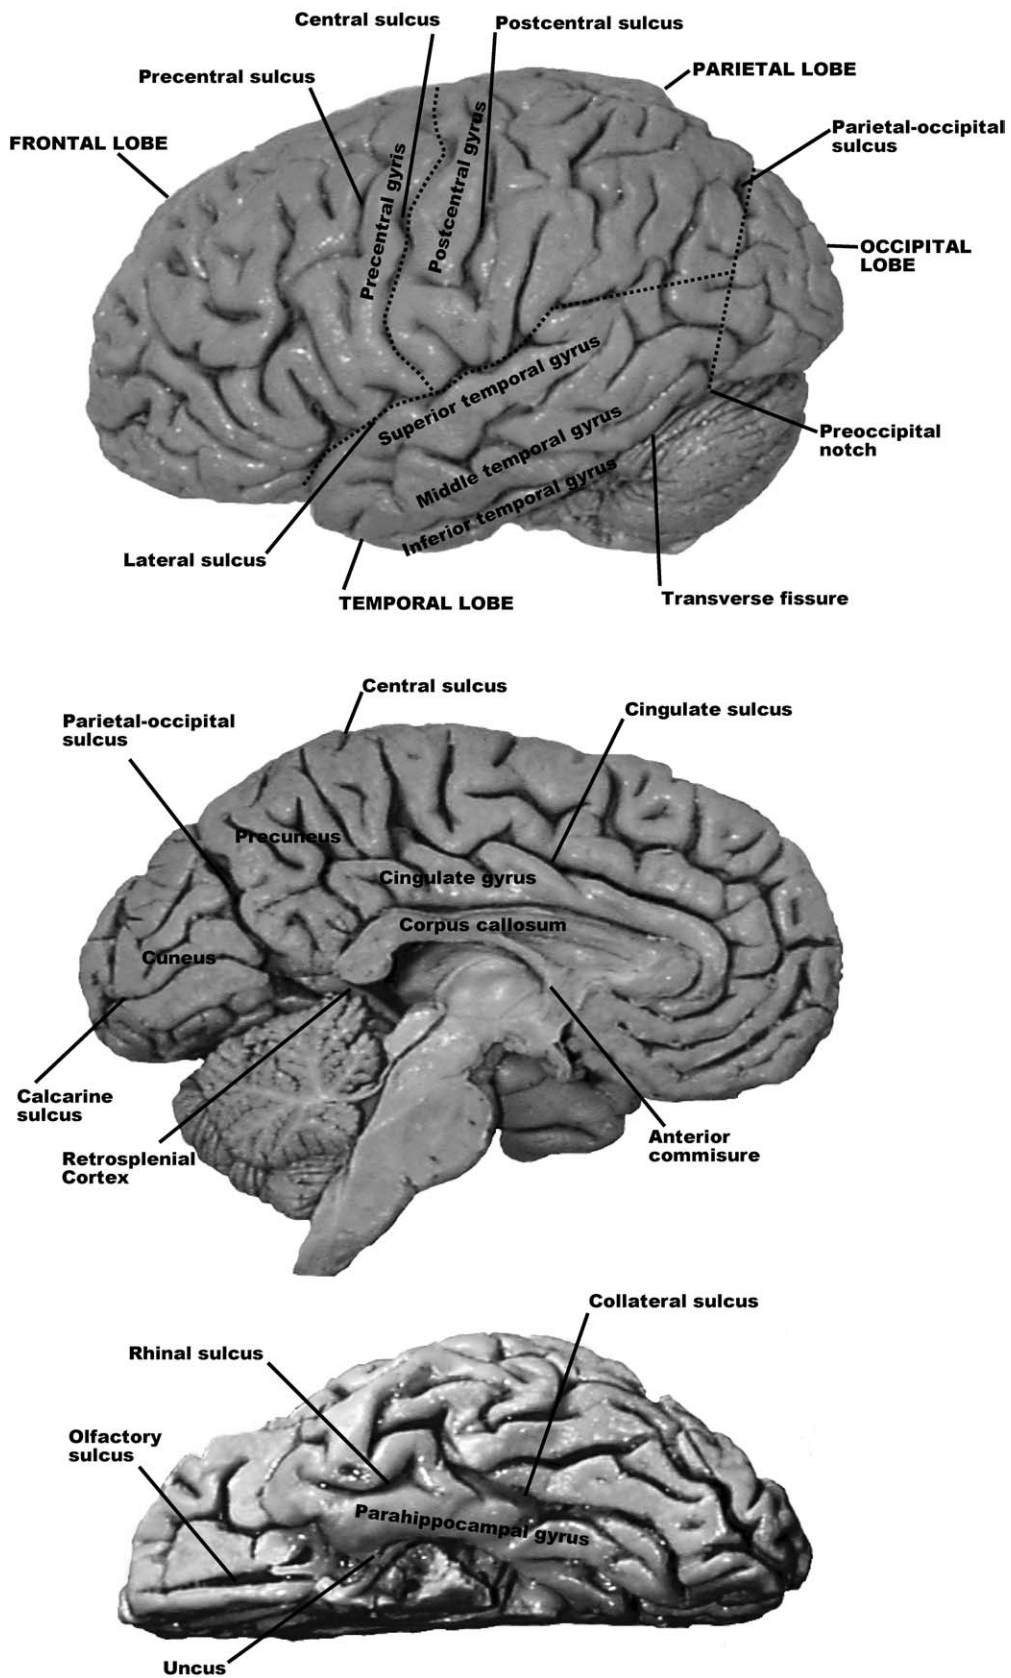 Central sulcus
Postcentral sulcus
Precentral sulcus
PARIETAL LOBE
FRONTAL LOBE
Parietal-occipital
sulcus
Precentral gyris
Postcentral gyrus
OCCIPITAL
LOBE
Superior temporal gyrus
Middle temporal gyrus
Inferior temporal gyrus
Preoccipital
notch
Lateral sulcus
TEMPORAL LOBE
Transverse fissure
Central sulcus
Parietal-occipital
sulcus
Cingulate sulcus
Precuneus
Cingulate gyrus
Corpus callosum
Cuneus
Calcarine
sulcus
Retrosplenial
Cortex
Anterior
commisure
Collateral sulcus
Rhinal sulcus
Olfactory
sulcus
Parahippocampal gyrus
Uncus